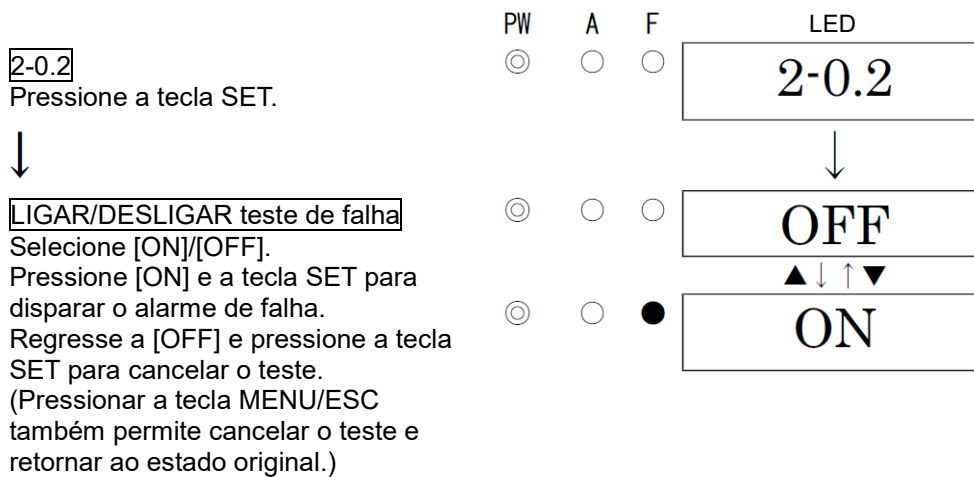 PW A F LED
2-0.2
Pressione a tecla SET.
◎ ○ ○ 2-0.2
↓ ↓
LIGAR/DESLIGAR teste de falha
Selecione [ON]/[OFF].
Pressione [ON] e a tecla SET para
disparar o alarme de falha.
Regresse a [OFF] e pressione a tecla
SET para cancelar o teste.
(Pressionar a tecla MENU/ESC
também permite cancelar o teste e
retornar ao estado original.)
◎ ○ ○ OFF
▲↓ ↑▼
◎ ○ ● ON